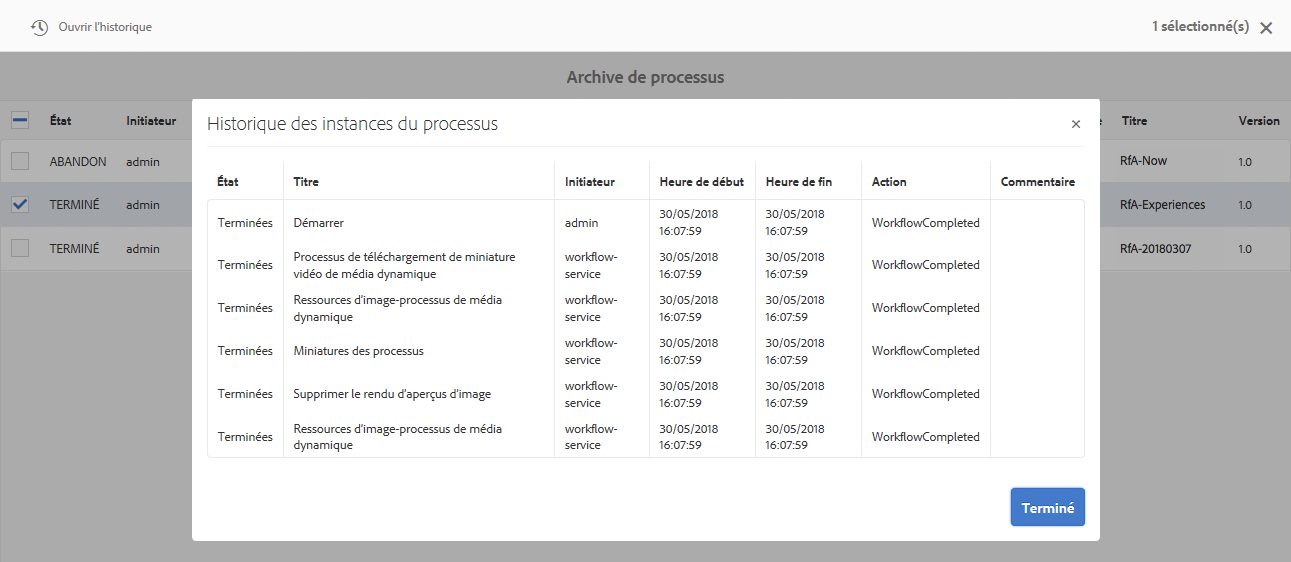 Ouvrir l'historique
1 sélectionné(s)
Archive de processus
État Initiateur Titre Version
ABANDON admin RfA-Now 1.0
TERMINÉ admin RfA-Experiences 1.0
TERMINÉ admin RfA-20180307 1.0
Historique des instances du processus
État Titre Initiateur Heure de début Heure de fin Action Commentaire
Terminées Démarrer admin 30/05/2018 16:07:59 30/05/2018 16:07:59 WorkflowCompleted
Terminées Processus de téléchargement de miniature vidéo de média dynamique workflow-service 30/05/2018 16:07:59 30/05/2018 16:07:59 WorkflowCompleted
Terminées Ressources d'image-processus de média dynamique workflow-service 30/05/2018 16:07:59 30/05/2018 16:07:59 WorkflowCompleted
Terminées Miniatures des processus workflow-service 30/05/2018 16:07:59 30/05/2018 16:07:59 WorkflowCompleted
Terminées Supprimer le rendu d'aperçus d'image workflow-service 30/05/2018 16:07:59 30/05/2018 16:07:59 WorkflowCompleted
Terminées Ressources d'image-processus de média dynamique workflow-service 30/05/2018 16:07:59 30/05/2018 16:07:59 WorkflowCompleted
Terminé